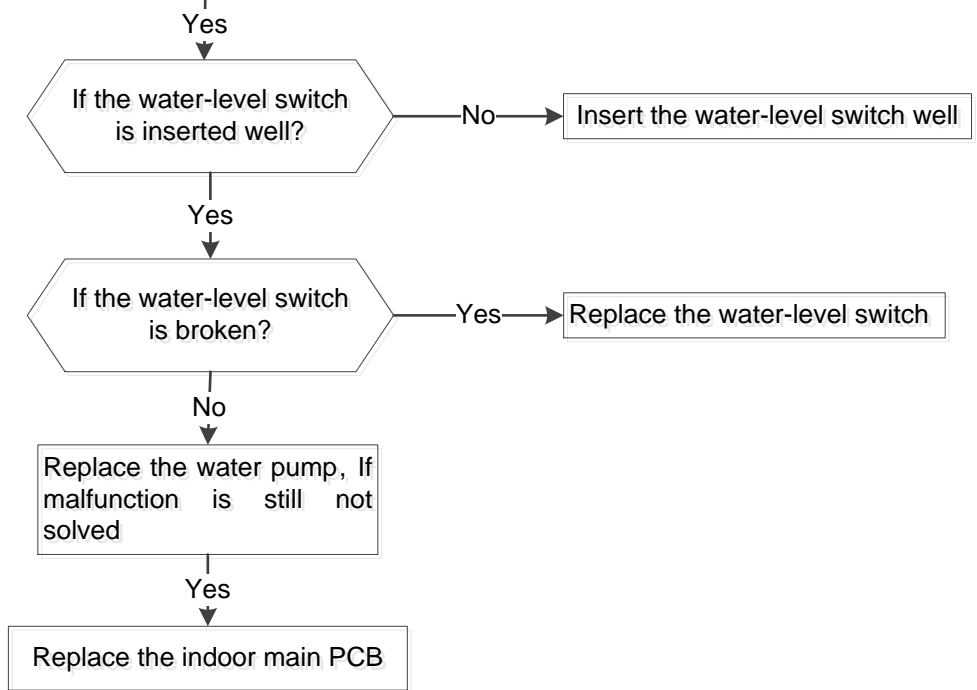 Yes
If the water-level switch
is inserted well?
No
Insert the water-level switch well
Yes
If the water-level switch
is broken?
Yes
Replace the water-level switch
No
Replace the water pump, If
malfunction is still not
solved
Yes
Replace the indoor main PCB